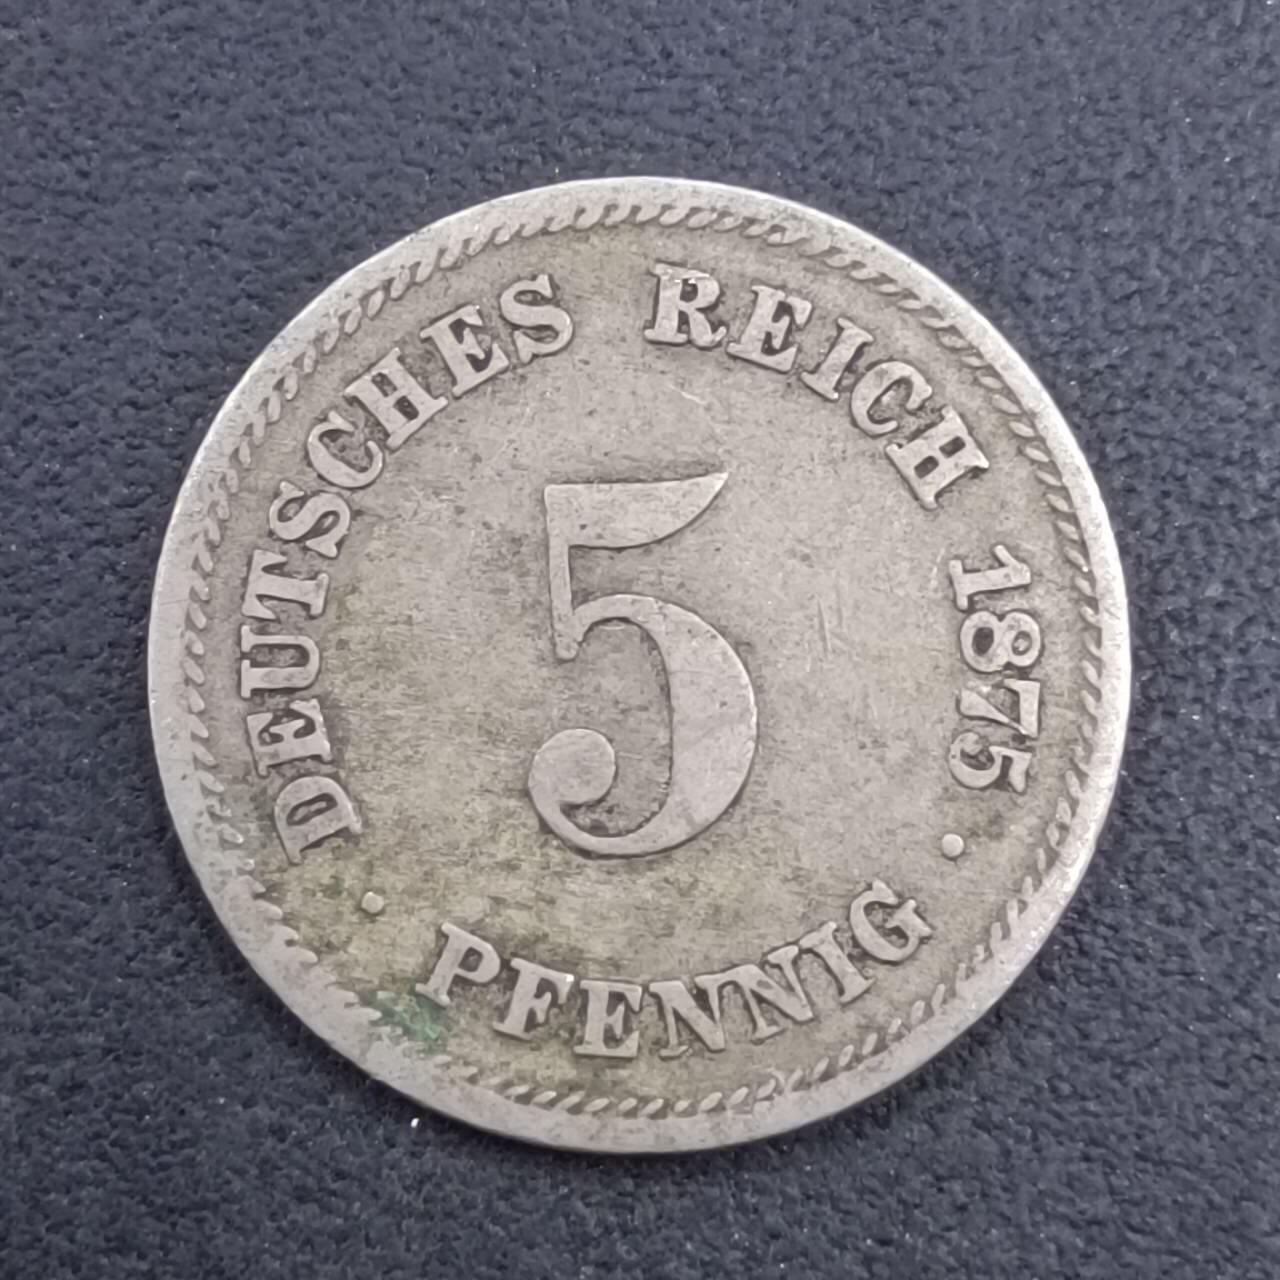 DEUTSCHES REICH 1875
5
· PFENNIG ·